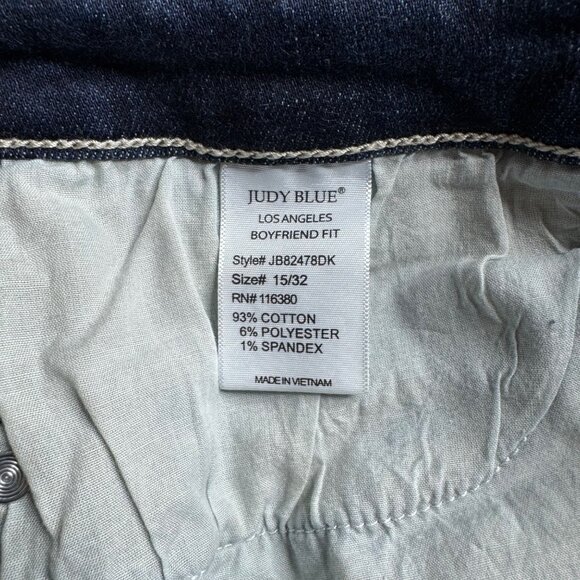 JUDY BLUE®
LOS ANGELES
BOYFRIEND FIT
Style# JB82478DK
Size# 15/32
RN# 116380
93% COTTON
6% POLYESTER
1% SPANDEX
MADE IN VIETNAM